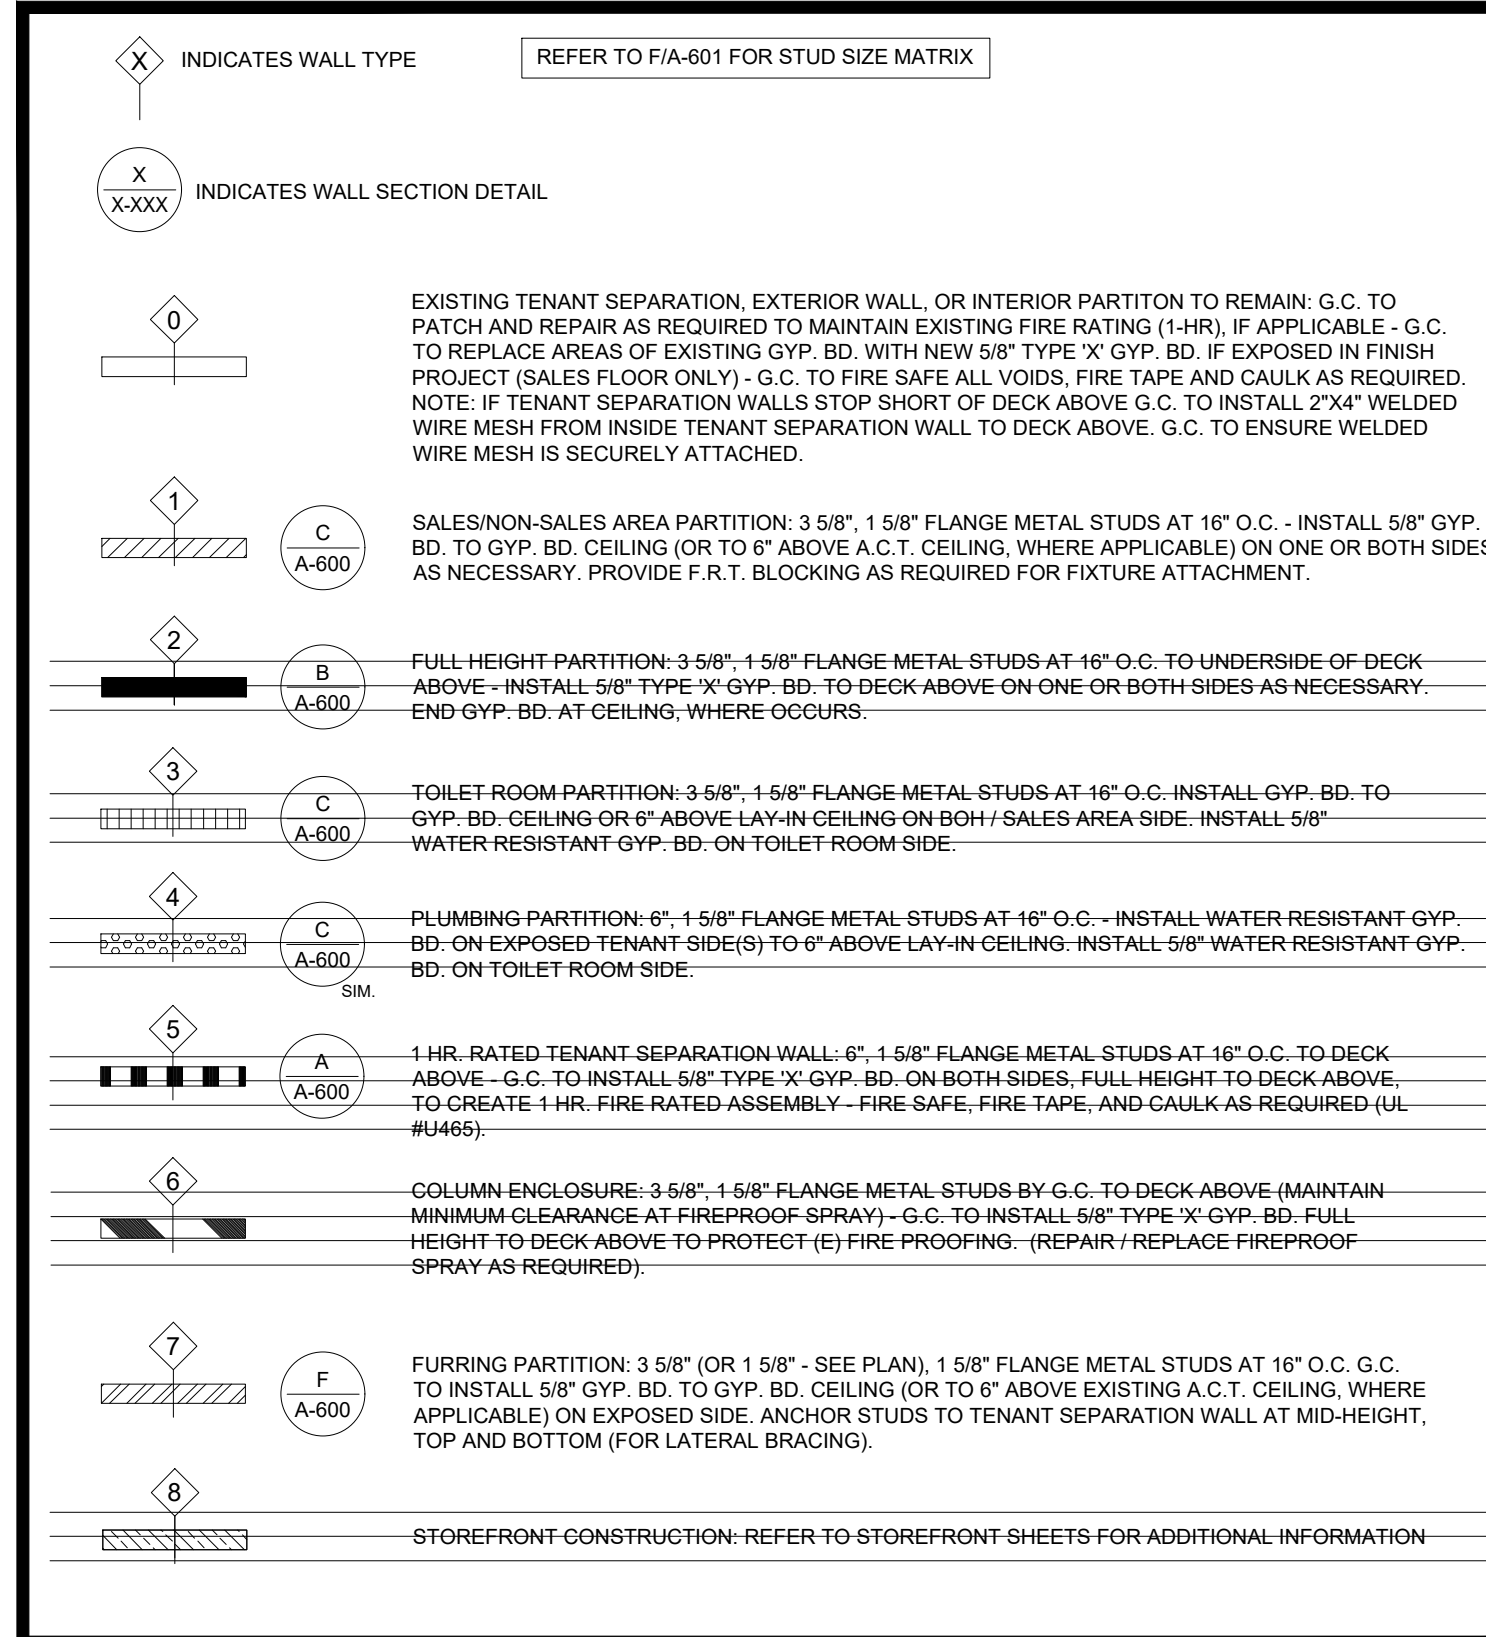 X
INDICATES WALL TYPE
REFER TO F/A-601 FOR STUD SIZE MATRIX
X
X-XXX
INDICATES WALL SECTION DETAIL
0
EXISTING TENANT SEPARATION, EXTERIOR WALL, OR INTERIOR PARTITON TO REMAIN: G.C. TO
PATCH AND REPAIR AS REQUIRED TO MAINTAIN EXISTING FIRE RATING (1-HR), IF APPLICABLE - G.C.
TO REPLACE AREAS OF EXISTING GYP. BD. WITH NEW 5/8" TYPE 'X' GYP. BD. IF EXPOSED IN FINISH
PROJECT (SALES FLOOR ONLY) - G.C. TO FIRE SAFE ALL VOIDS, FIRE TAPE AND CAULK AS REQUIRED.
NOTE: IF TENANT SEPARATION WALLS STOP SHORT OF DECK ABOVE G.C. TO INSTALL 2"X4" WELDED
WIRE MESH FROM INSIDE TENANT SEPARATION WALL TO DECK ABOVE. G.C. TO ENSURE WELDED
WIRE MESH IS SECURELY ATTACHED.
1
C
A-600
SALES/NON-SALES AREA PARTITION: 3 5/8", 1 5/8" FLANGE METAL STUDS AT 16" O.C. - INSTALL 5/8" GYP.
BD. TO GYP. BD. CEILING (OR TO 6" ABOVE A.C.T. CEILING, WHERE APPLICABLE) ON ONE OR BOTH SIDES
AS NECESSARY. PROVIDE F.R.T. BLOCKING AS REQUIRED FOR FIXTURE ATTACHMENT.
2
B
A-600
FULL HEIGHT PARTITION: 3 5/8", 1 5/8" FLANGE METAL STUDS AT 16" O.C. TO UNDERSIDE OF DECK
ABOVE - INSTALL 5/8" TYPE 'X' GYP. BD. TO DECK ABOVE ON ONE OR BOTH SIDES AS NECESSARY.
END GYP. BD. AT CEILING, WHERE OCCURS.
3
C
A-600
TOILET ROOM PARTITION: 3 5/8", 1 5/8" FLANGE METAL STUDS AT 16" O.C. INSTALL GYP. BD. TO
GYP. BD. CEILING OR 6" ABOVE LAY-IN CEILING ON BOH / SALES AREA SIDE. INSTALL 5/8"
WATER RESISTANT GYP. BD. ON TOILET ROOM SIDE.
4
C
A-600
SIM.
PLUMBING PARTITION: 6", 1 5/8" FLANGE METAL STUDS AT 16" O.C. - INSTALL WATER RESISTANT GYP.
BD. ON EXPOSED TENANT SIDE(S) TO 6" ABOVE LAY-IN CEILING. INSTALL 5/8" WATER RESISTANT GYP.
BD. ON TOILET ROOM SIDE.
5
A
A-600
1 HR. RATED TENANT SEPARATION WALL: 6", 1 5/8" FLANGE METAL STUDS AT 16" O.C. TO DECK
ABOVE - G.C. TO INSTALL 5/8" TYPE 'X' GYP. BD. ON BOTH SIDES, FULL HEIGHT TO DECK ABOVE,
TO CREATE 1 HR. FIRE RATED ASSEMBLY - FIRE SAFE, FIRE TAPE, AND CAULK AS REQUIRED (UL
#U465).
6
COLUMN ENCLOSURE: 3 5/8", 1 5/8" FLANGE METAL STUDS BY G.C. TO DECK ABOVE (MAINTAIN
MINIMUM CLEARANCE AT FIREPROOF SPRAY) - G.C. TO INSTALL 5/8" TYPE 'X' GYP. BD. FULL
HEIGHT TO DECK ABOVE TO PROTECT (E) FIRE PROOFING. (REPAIR / REPLACE FIREPROOF
SPRAY AS REQUIRED).
7
F
A-600
FURRING PARTITION: 3 5/8" (OR 1 5/8" - SEE PLAN), 1 5/8" FLANGE METAL STUDS AT 16" O.C. G.C.
TO INSTALL 5/8" GYP. BD. TO GYP. BD. CEILING (OR TO 6" ABOVE EXISTING A.C.T. CEILING, WHERE
APPLICABLE) ON EXPOSED SIDE. ANCHOR STUDS TO TENANT SEPARATION WALL AT MID-HEIGHT,
TOP AND BOTTOM (FOR LATERAL BRACING).
8
STOREFRONT CONSTRUCTION: REFER TO STOREFRONT SHEETS FOR ADDITIONAL INFORMATION